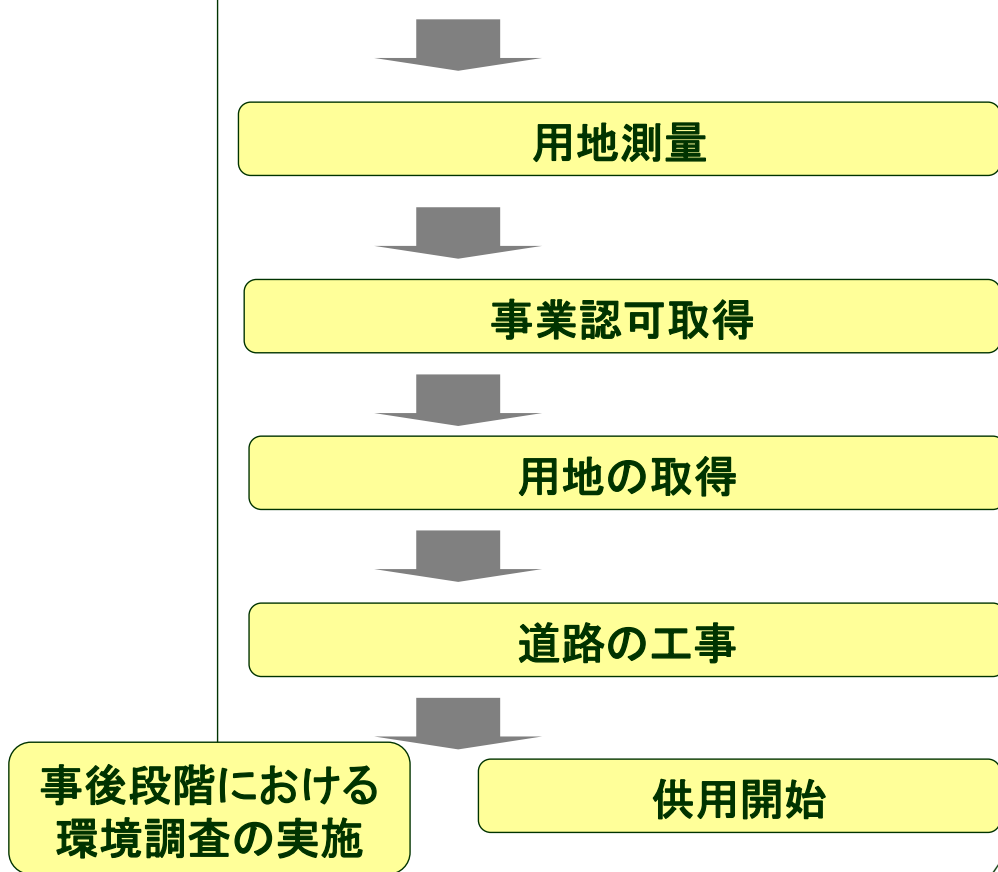 用地測量
事業認可取得
用地の取得
道路の工事
事後段階における
環境調査の実施
供用開始